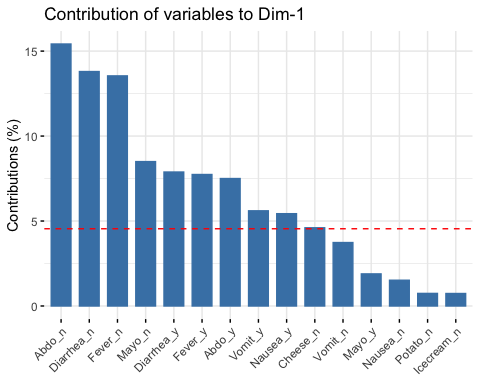 Contribution of variables to Dim-1
Contributions (%)
15
10
5
0
Abdo_n
Diarrhea_n
Fever_n
Mayo_n
Diarrhea_y
Fever_y
Abdo_y
Vomit_y
Nausea_y
Cheese_n
Vomit_n
Mayo_y
Nausea_n
Potato_n
Icecream_n